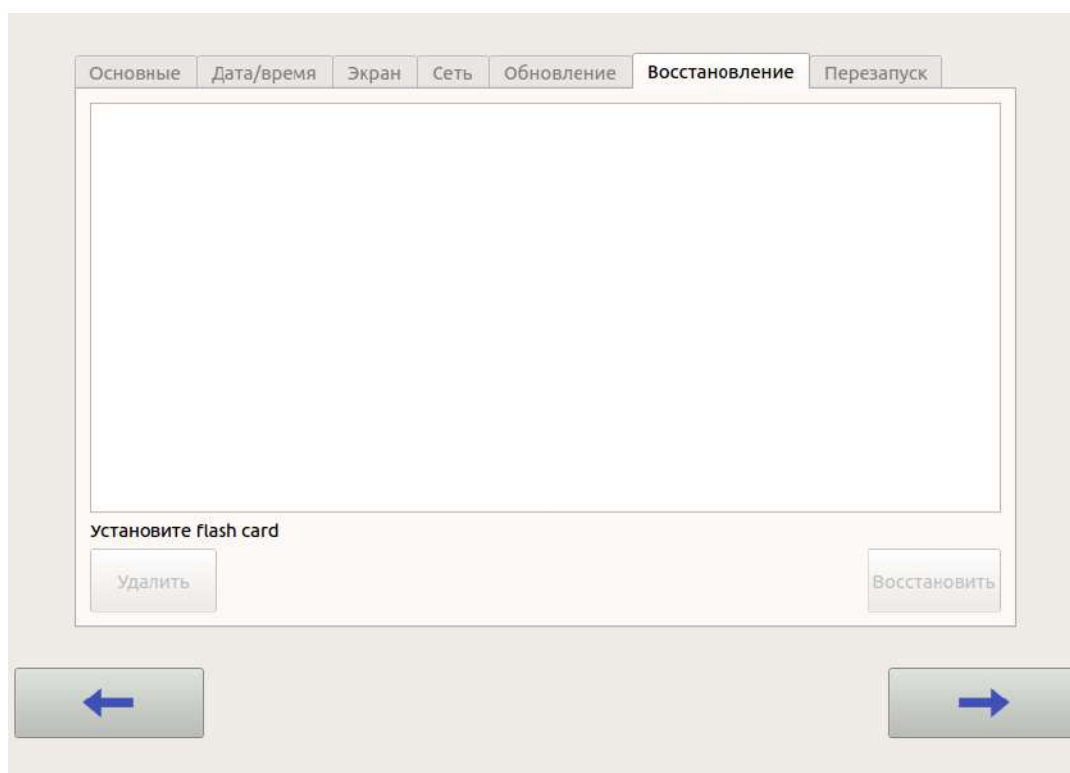 Основные Дата/время Экран Сеть Обновление Восстановление Перезапуск
Установите flash card
Удалить Восстановить